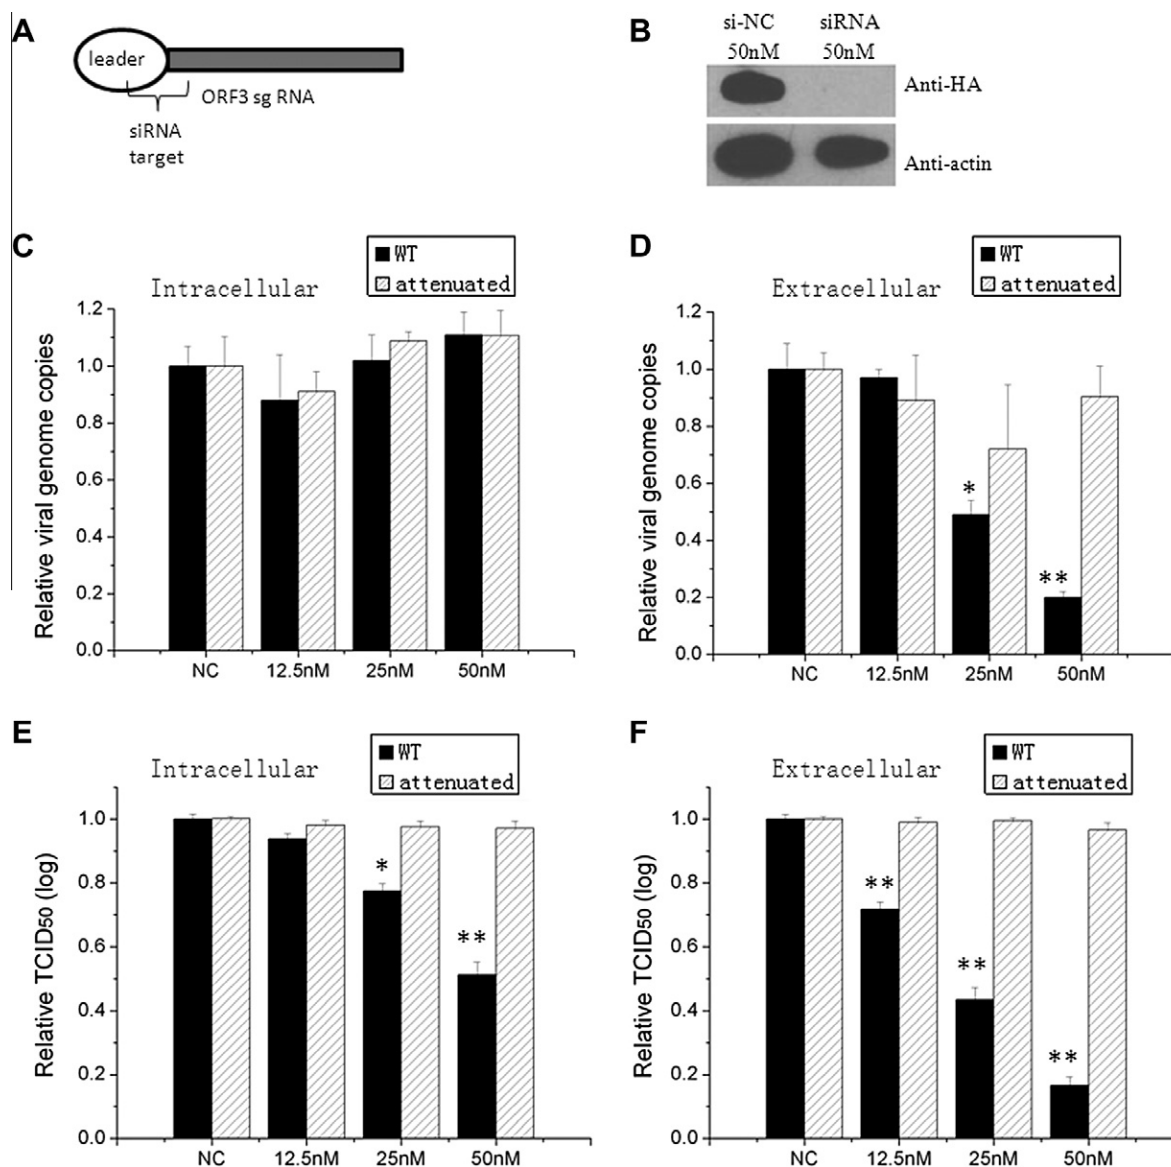 A
leader
ORF3 sg RNA
siRNA
target
B
si-NC siRNA
50nM 50nM
Anti-HA
Anti-actin
C
WT
attenuated
Intracellular
Relative viral genome copies
1.2
1.0
0.8
0.6
0.4
0.2
0.0
NC 12.5nM 25nM 50nM
D
WT
attenuated
Extracellular
Relative viral genome copies
1.2
1.0
0.8
0.6
0.4
0.2
0.0
*
**
NC 12.5nM 25nM 50nM
E
WT
attenuated
Intracellular
Relative TCID50 (log)
1.0
0.8
0.6
0.4
0.2
0.0
*
**
NC 12.5nM 25nM 50nM
F
WT
attenuated
Extracellular
Relative TCID50 (log)
1.0
0.8
0.6
0.4
0.2
0.0
**
**
**
NC 12.5nM 25nM 50nM